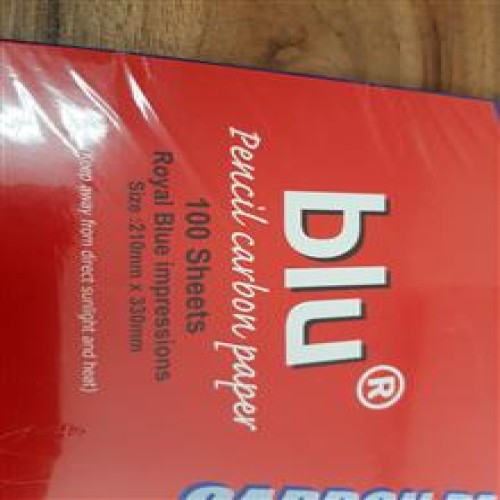 blu®
Pencil carbon paper
100 Sheets
Royal Blue impressions
Size :210mm X 330mm
(keep away from direct sunlight and heat)